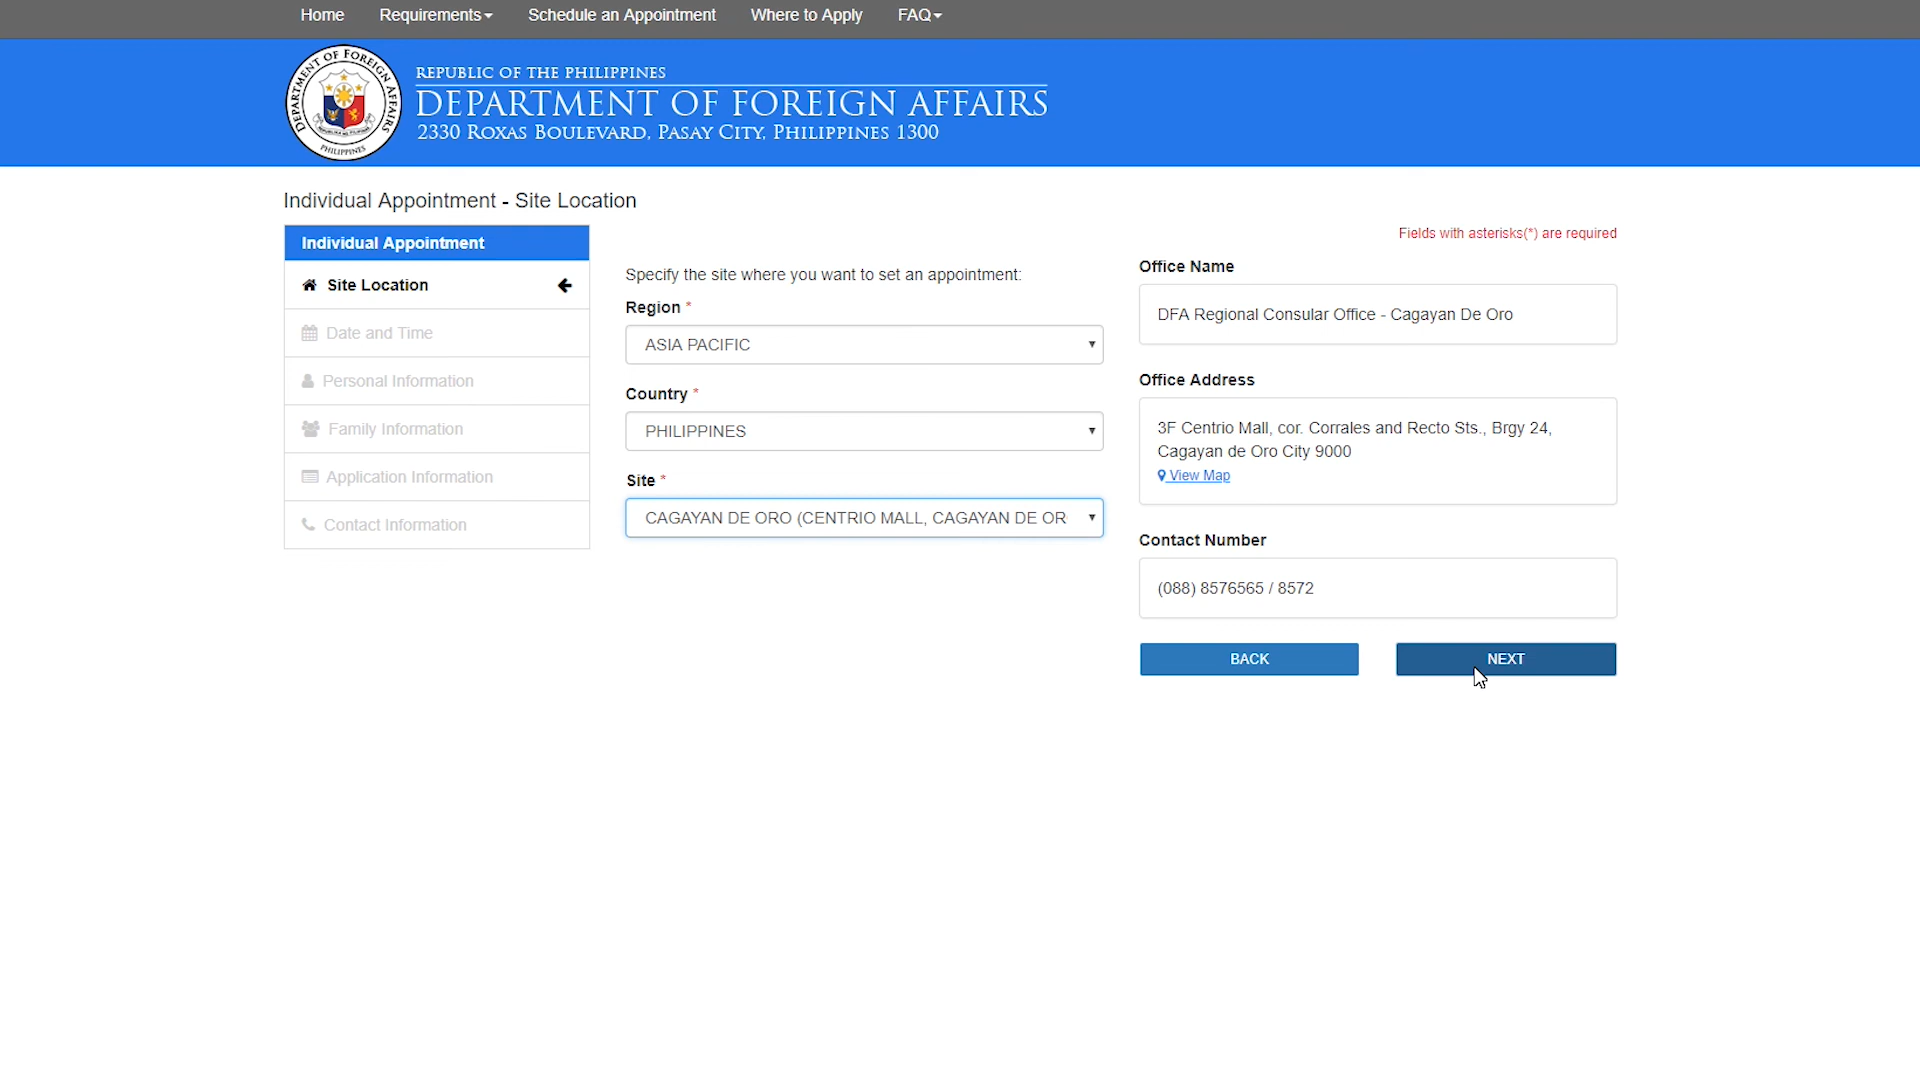 Home Requirements Schedule an Appointment Where to Apply FAQ
DEPARTMENT OF FOREIGN AFFAIRS
PHILIPPINES
REPUBLIC OF THE PHILIPPINES
DEPARTMENT OF FOREIGN AFFAIRS
2330 ROXAS BOULEVARD, PASAY CITY, PHILIPPINES 1300
Individual Appointment - Site Location
Individual Appointment
Site Location
Date and Time
Personal Information
Family Information
Application Information
Contact Information
Specify the site where you want to set an appointment:
Region *
ASIA PACIFIC
Country *
PHILIPPINES
Site *
CAGAYAN DE ORO (CENTRIO MALL, CAGAYAN DE OR
Fields with asterisks(*) are required
Office Name
DFA Regional Consular Office - Cagayan De Oro
Office Address
3F Centrio Mall, cor. Corrales and Recto Sts., Brgy 24,
Cagayan de Oro City 9000
View Map
Contact Number
(088) 8576565 / 8572
BACK NEXT